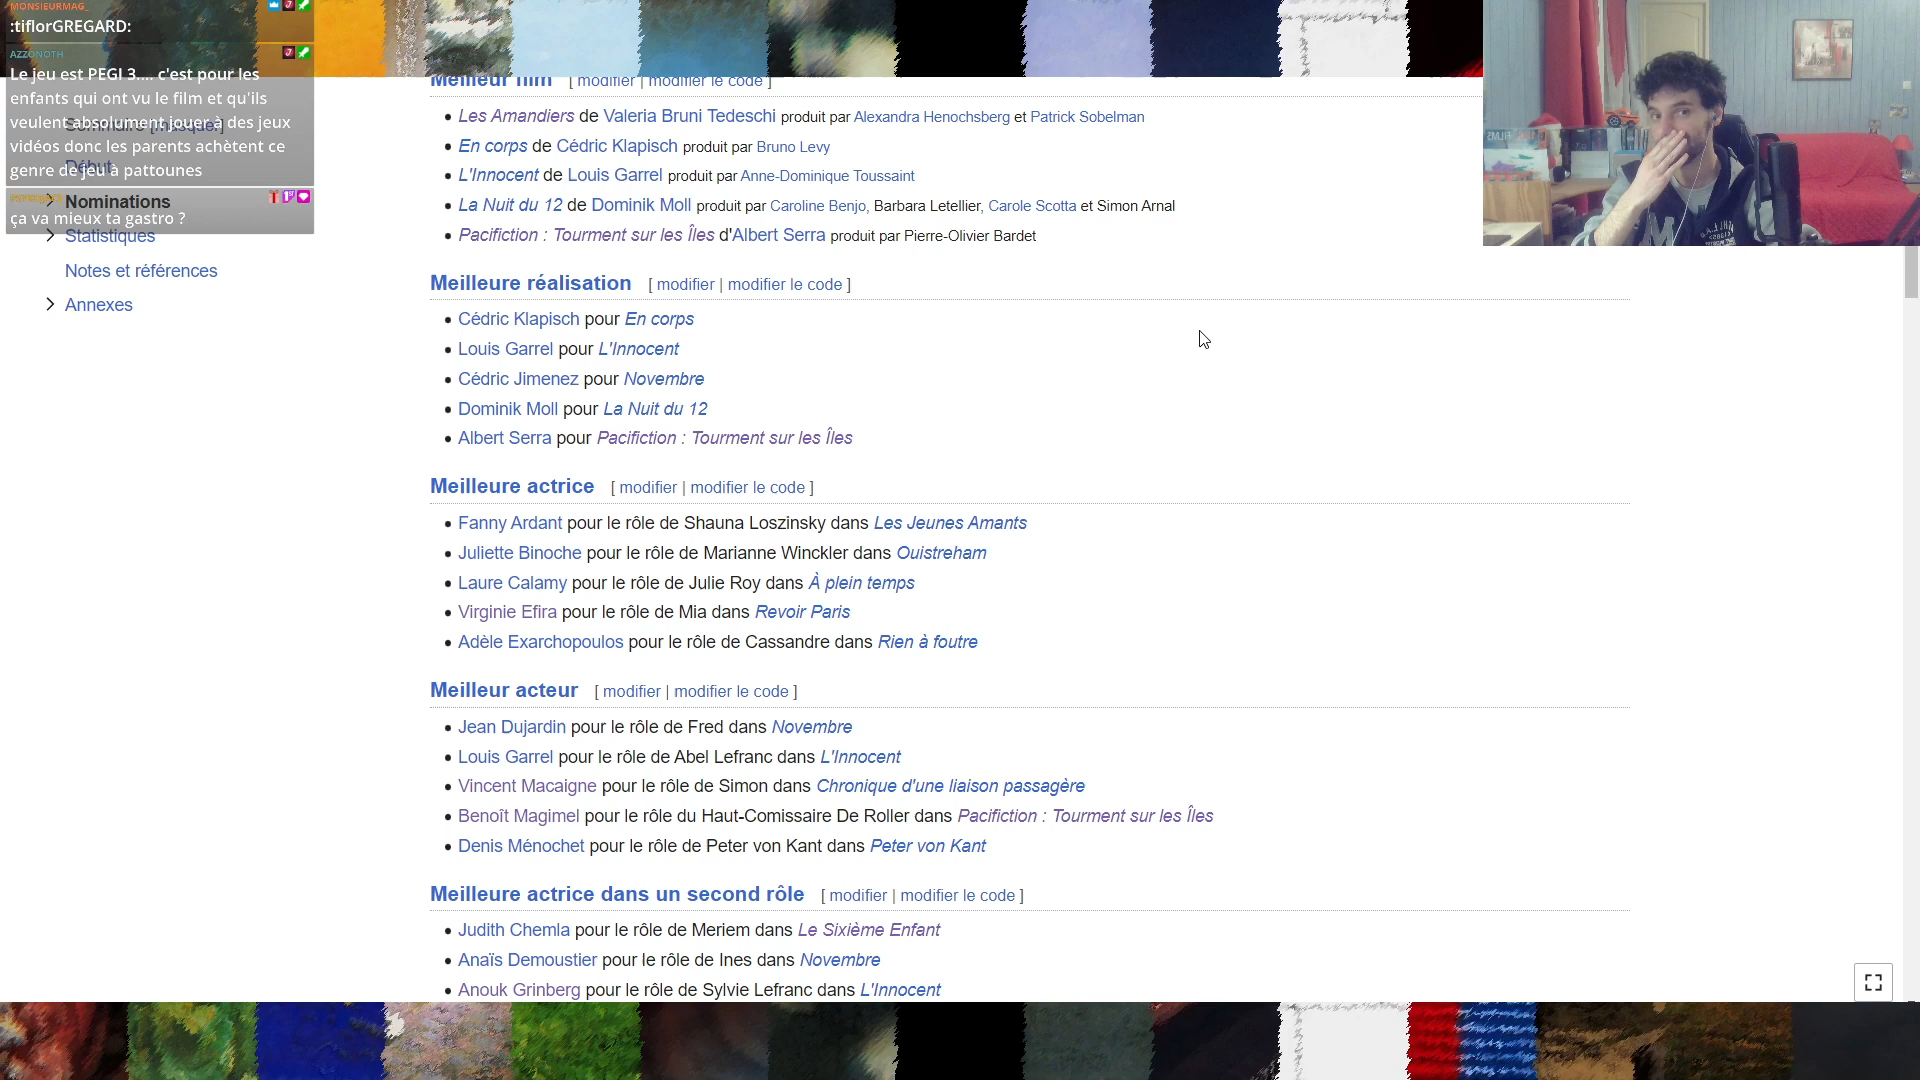 MONSIEURMAG_
:tiflorGREGARD:
AZZONOTH
Le jeu est PEGI 3.... c'est pour les
enfants qui ont vu le film et qu'ils
veulent absolument jouer à des jeux
vidéos donc les parents achètent ce
genre de jeu à pattounes
ça va mieux ta gastro ?
Sommaire [masquer]
Début
Nominations
Statistiques
Notes et références
Annexes
Meilleur film [ modifier | modifier le code ]
Les Amandiers de Valeria Bruni Tedeschi produit par Alexandra Henochsberg et Patrick Sobelman
En corps de Cédric Klapisch produit par Bruno Levy
L'Innocent de Louis Garrel produit par Anne-Dominique Toussaint
La Nuit du 12 de Dominik Moll produit par Caroline Benjo, Barbara Letellier, Carole Scotta et Simon Arnal
Pacifiction : Tourment sur les Îles d'Albert Serra produit par Pierre-Olivier Bardet
Meilleure réalisation [ modifier | modifier le code ]
Cédric Klapisch pour En corps
Louis Garrel pour L'Innocent
Cédric Jimenez pour Novembre
Dominik Moll pour La Nuit du 12
Albert Serra pour Pacifiction : Tourment sur les Îles
Meilleure actrice [ modifier | modifier le code ]
Fanny Ardant pour le rôle de Shauna Loszinsky dans Les Jeunes Amants
Juliette Binoche pour le rôle de Marianne Winckler dans Ouistreham
Laure Calamy pour le rôle de Julie Roy dans À plein temps
Virginie Efira pour le rôle de Mia dans Revoir Paris
Adèle Exarchopoulos pour le rôle de Cassandre dans Rien à foutre
Meilleur acteur [ modifier | modifier le code ]
Jean Dujardin pour le rôle de Fred dans Novembre
Louis Garrel pour le rôle de Abel Lefranc dans L'Innocent
Vincent Macaigne pour le rôle de Simon dans Chronique d'une liaison passagère
Benoît Magimel pour le rôle du Haut-Comissaire De Roller dans Pacifiction : Tourment sur les Îles
Denis Ménochet pour le rôle de Peter von Kant dans Peter von Kant
Meilleure actrice dans un second rôle [ modifier | modifier le code ]
Judith Chemla pour le rôle de Meriem dans Le Sixième Enfant
Anaïs Demoustier pour le rôle de Ines dans Novembre
Anouk Grinberg pour le rôle de Sylvie Lefranc dans L'Innocent